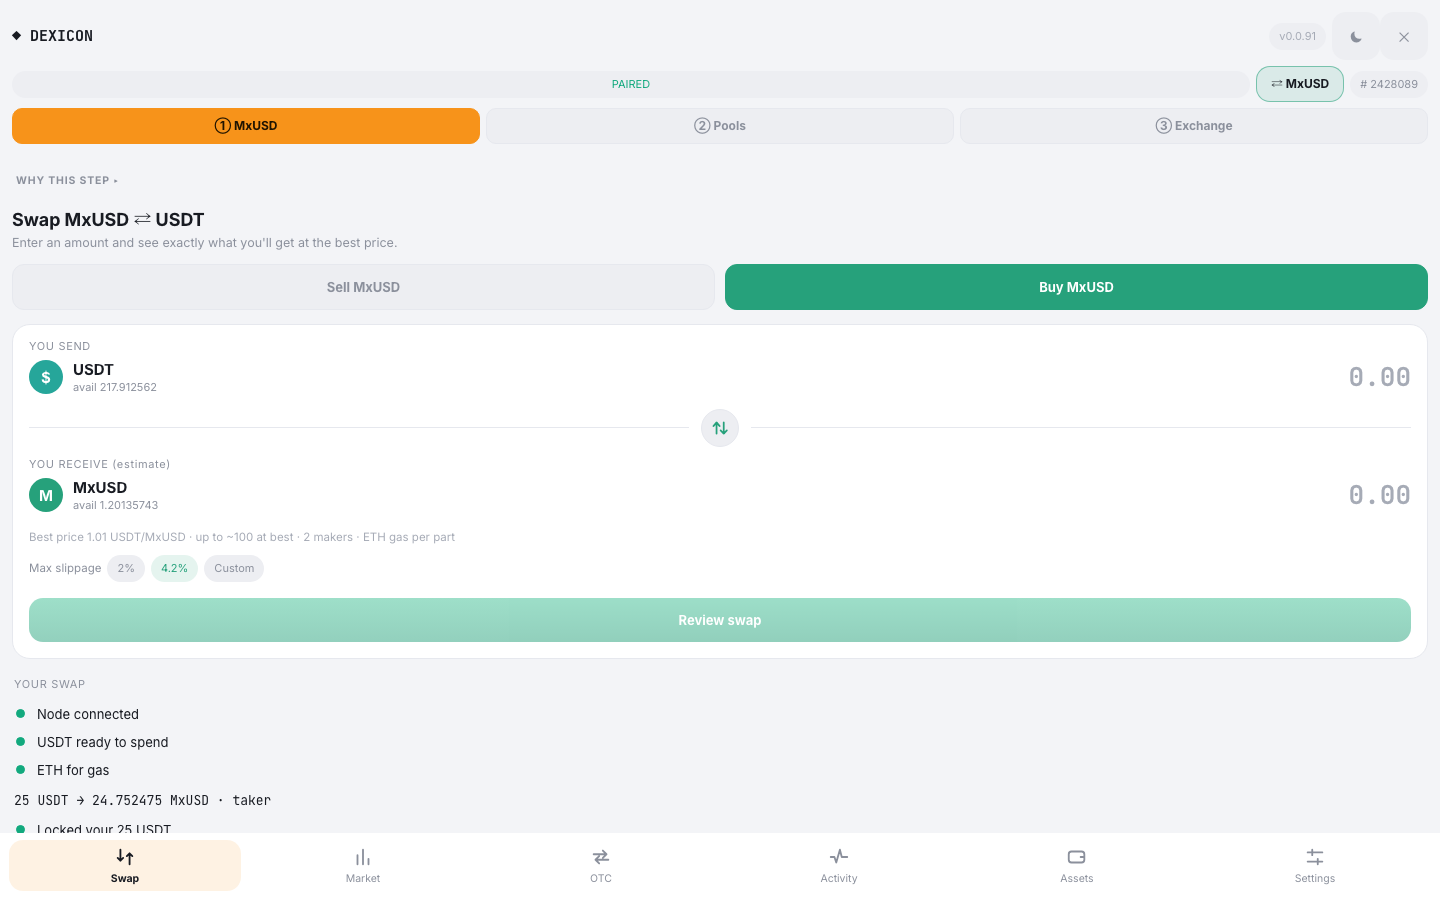 ◆ DEXICON
v0.0.91
PAIRED
⇄ MxUSD
# 2428089
① MxUSD
② Pools
③ Exchange
WHY THIS STEP ▸
Swap MxUSD ⇄ USDT
Enter an amount and see exactly what you'll get at the best price.
Sell MxUSD
Buy MxUSD
YOU SEND
$
USDT
avail 217.912562
0.00
YOU RECEIVE (estimate)
M
MxUSD
avail 1.20135743
0.00
Best price 1.01 USDT/MxUSD · up to ~100 at best · 2 makers · ETH gas per part
Max slippage 2% 4.2% Custom
Review swap
YOUR SWAP
Node connected
USDT ready to spend
ETH for gas
25 USDT → 24.752475 MxUSD · taker
Locked your 25 USDT
Swap
Market
OTC
Activity
Assets
Settings